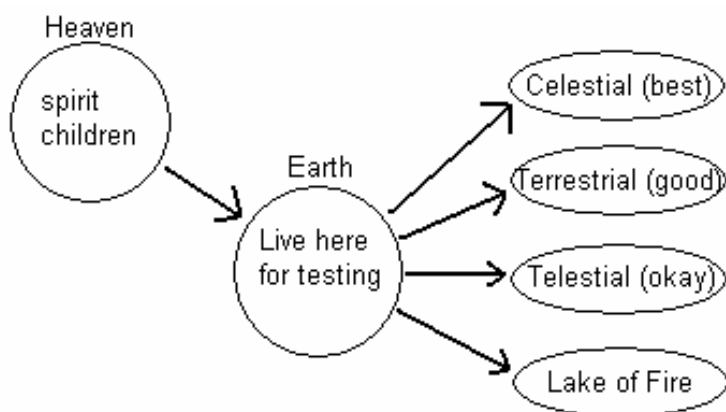 Heaven
spirit
children
Earth
Live here
for testing
Celestial (best)
Terrestrial (good)
Telestial (okay)
Lake of Fire